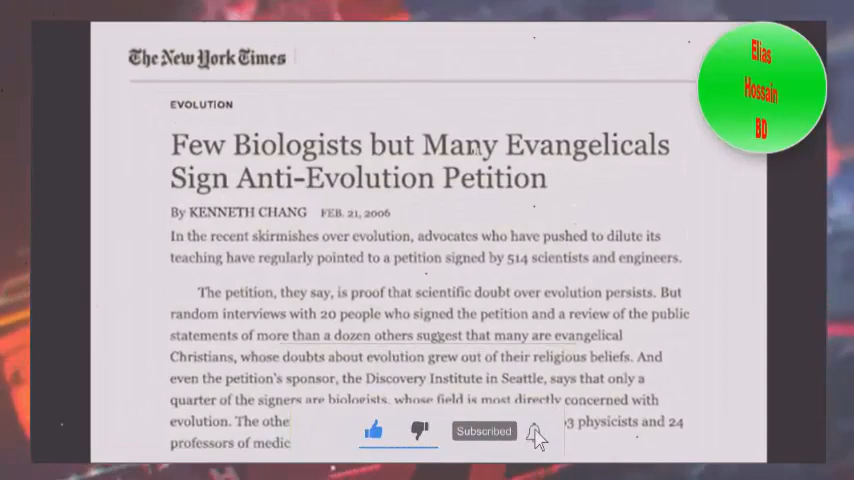 The New York Times
Elias
Hossain
BD
EVOLUTION
Few Biologists but Many Evangelicals
Sign Anti-Evolution Petition
By KENNETH CHANG FEB. 21, 2006
In the recent skirmishes over evolution, advocates who have pushed to dilute its
teaching have regularly pointed to a petition signed by 514 scientists and engineers.
The petition, they say, is proof that scientific doubt over evolution persists. But
random interviews with 20 people who signed the petition and a review of the public
statements of more than a dozen others suggest that many are evangelical
Christians, whose doubts about evolution grew out of their religious beliefs. And
even the petition's sponsor, the Discovery Institute in Seattle, says that only a
quarter of the signers are biologists, whose field is most directly concerned with
evolution. The othe 3 physicists and 24
professors of medic
Subscribed